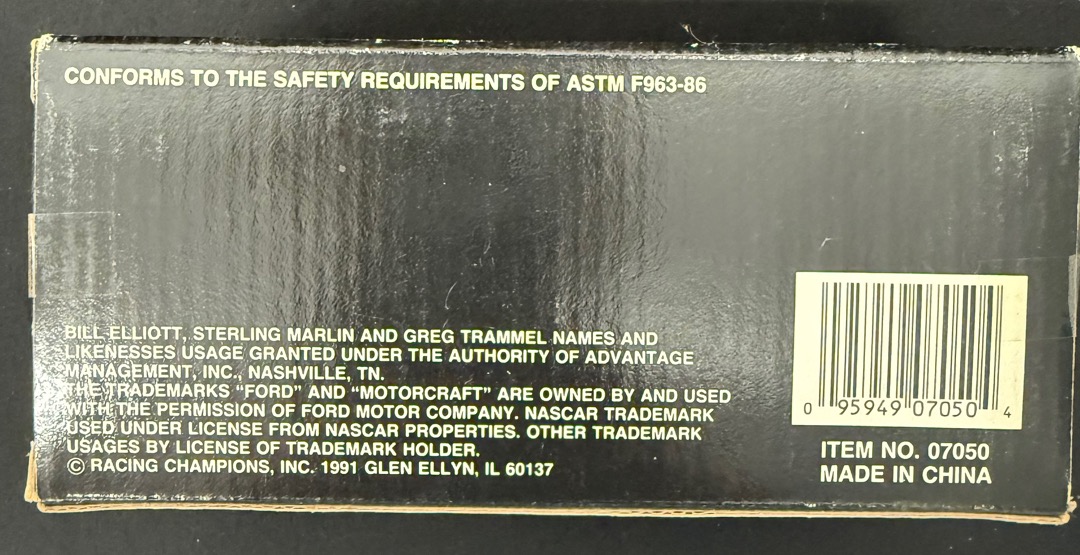 CONFORMS TO THE SAFETY REQUIREMENTS OF ASTM F963-86
BILL ELLIOTT, STERLING MARLIN AND GREG TRAMMEL NAMES AND
LIKENESSES USAGE GRANTED UNDER THE AUTHORITY OF ADVANTAGE
MANAGEMENT, INC., NASHVILLE, TN.
THE TRADEMARKS “FORD” AND “MOTORCRAFT” ARE OWNED BY AND USED
WITH THE PERMISSION OF FORD MOTOR COMPANY. NASCAR TRADEMARK
USED UNDER LICENSE FROM NASCAR PROPERTIES. OTHER TRADEMARK
USAGES BY LICENSE OF TRADEMARK HOLDER.
© RACING CHAMPIONS, INC. 1991 GLEN ELLYN, IL 60137
0 95949 07050 4
ITEM NO. 07050
MADE IN CHINA